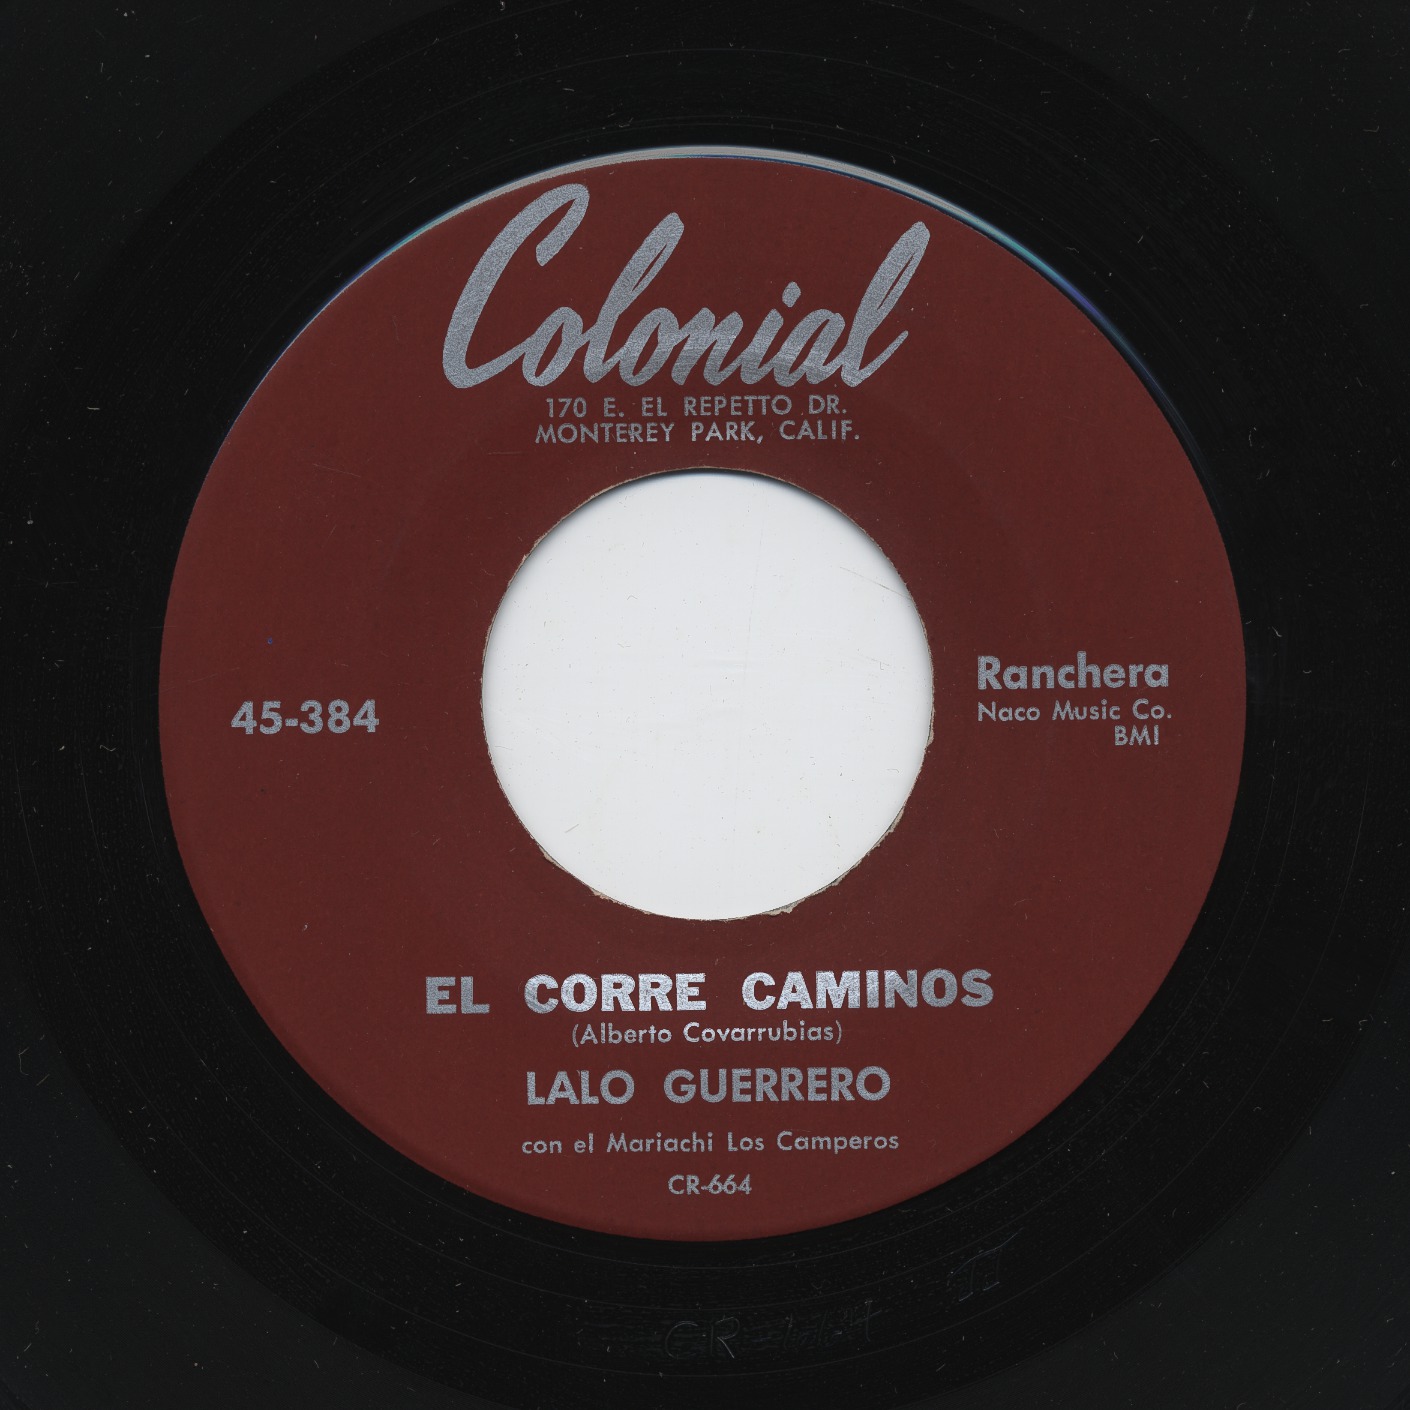 Colonial
170 E. EL REPETTO DR.
MONTEREY PARK, CALIF.
45-384
Ranchera
Naco Music Co.
BMI
EL CORRE CAMINOS
(Alberto Covarrubias)
LALO GUERRERO
con el Mariachi Los Camperos
CR-664
CR